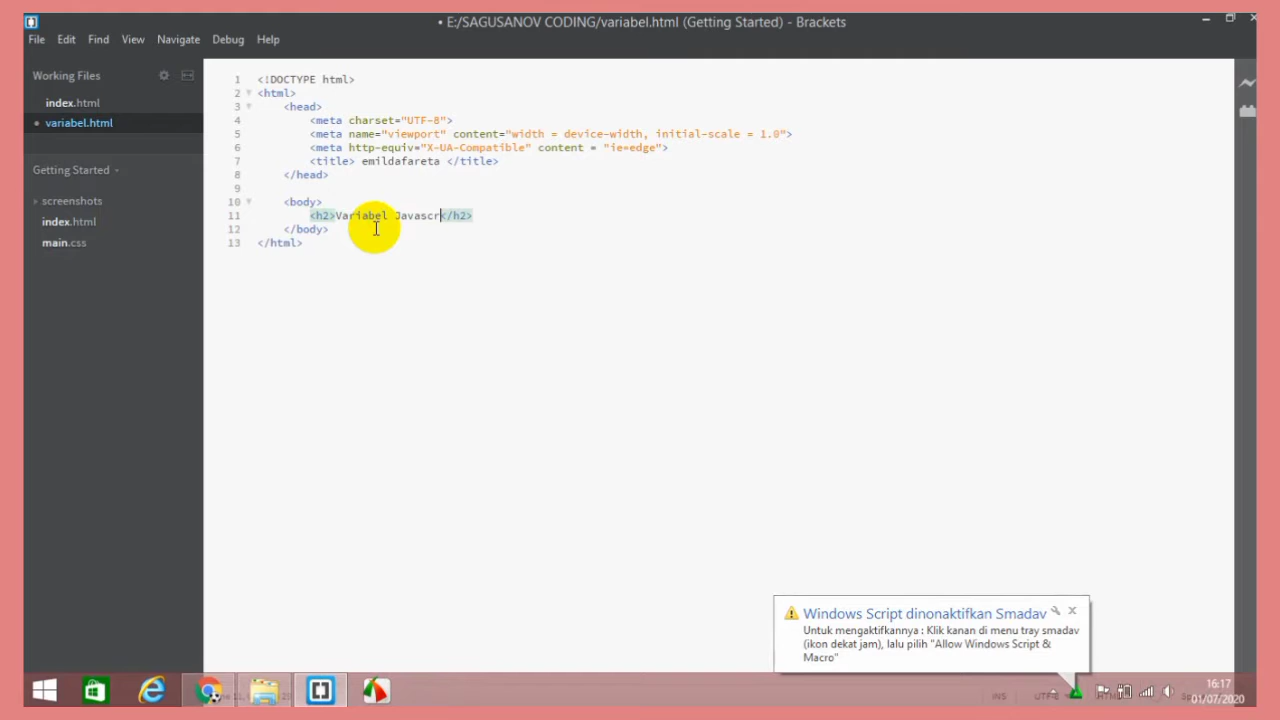 • E:/SAGUSANOV CODING/variabel.html (Getting Started) - Brackets
File Edit Find View Navigate Debug Help
Working Files
index.html
• variabel.html
Getting Started
screenshots
index.html
main.css
1 <!DOCTYPE html>
2 <html>
3 <head>
4 <meta charset="UTF-8">
5 <meta name="viewport" content="width = device-width, initial-scale = 1.0">
6 <meta http-equiv="X-UA-Compatible" content = "ie=edge">
7 <title> emildafareta </title>
8 </head>
9
10 <body>
11 <h2>Variabel Javascr</h2>
12 </body>
13 </html>
Windows Script dinonaktifkan Smadav
Untuk mengaktifkannya : Klik kanan di menu tray smadav
(ikon dekat jam), lalu pilih "Allow Windows Script &
Macro"
INS
16:17
01/07/2020